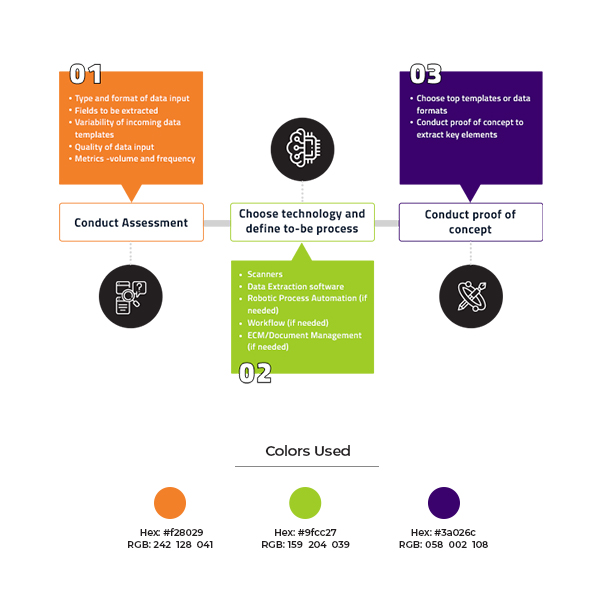 01
• Type and format of data input
• Fields to be extracted
• Variability of incoming data
templates
• Quality of data input
• Metrics -volume and frequency
Conduct Assessment
Choose technology and
define to-be process
• Scanners
• Data Extraction software
• Robotic Process Automation (if
needed)
• Workflow (if needed)
• ECM/Document Management
(if needed)
02
03
• Choose top templates or data
formats
• Conduct proof of concept to
extract key elements
Conduct proof of
concept
?
Colors Used
Hex: #f28029
RGB: 242 128 041
Hex: #9fcc27
RGB: 159 204 039
Hex: #3a026c
RGB: 058 002 108